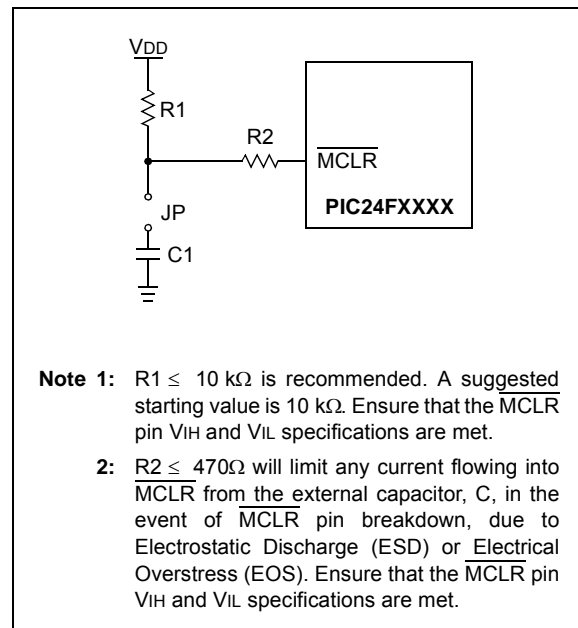 VDD
R1
R2
MCLR
JP
PIC24FXXXX
C1
Note 1: R1 ≤ 10 kΩ is recommended. A suggested
starting value is 10 kΩ. Ensure that the MCLR
pin VIH and VIL specifications are met.
2: R2 ≤ 470Ω will limit any current flowing into
MCLR from the external capacitor, C, in the
event of MCLR pin breakdown, due to
Electrostatic Discharge (ESD) or Electrical
Overstress (EOS). Ensure that the MCLR pin
VIH and VIL specifications are met.